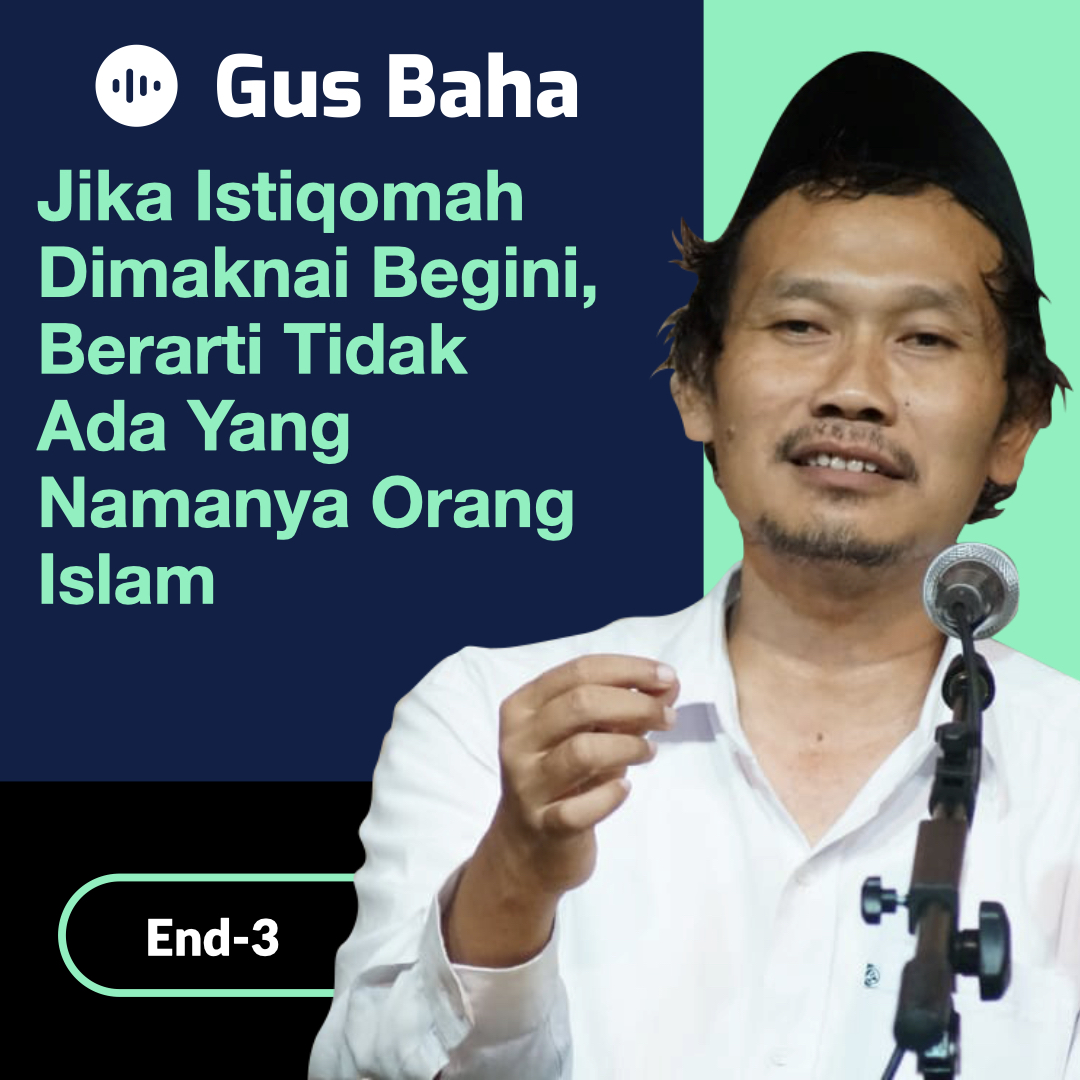 Gus Baha
Jika Istiqomah
Dimaknai Begini,
Berarti Tidak
Ada Yang
Namanya Orang
Islam
End-3